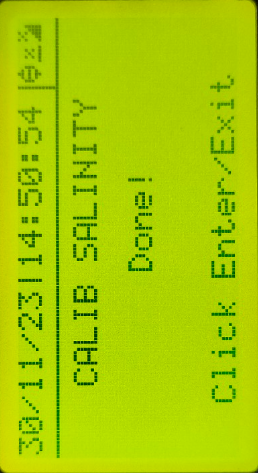 30/11/23|14:50:54
CALIB SALINITY
Done!
Click Enter/Exit